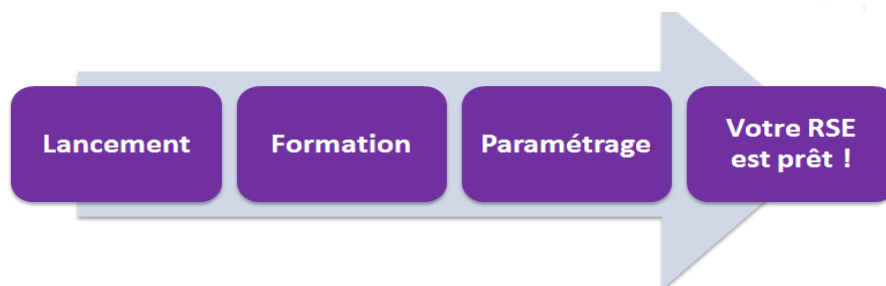 Lancement
Formation
Paramétrage
Votre RSE
est prêt !